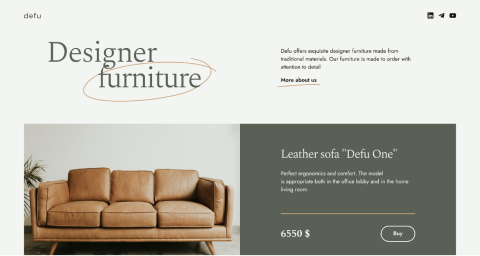 defu
Designer
furniture
Defu offers exquisite designer furniture made from
traditional materials. Our furniture is made to order with
attention to detail
More about us
Leather sofa "Defu One"
Perfect ergonomics and comfort. The model
is appropriate both in the office lobby and in the home
living room
6550 $
Buy